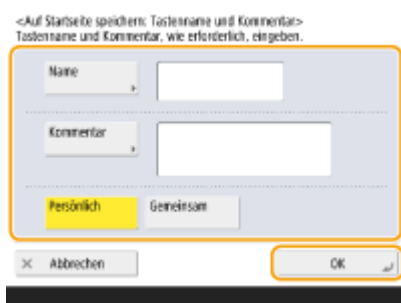 <Auf Startseite speichern: Tastenname und Kommentar>
Tastenname und Kommentar, wie erforderlich, eingeben.
Name
Kommentar
Persönlich Gemeinsam
Abbrechen OK